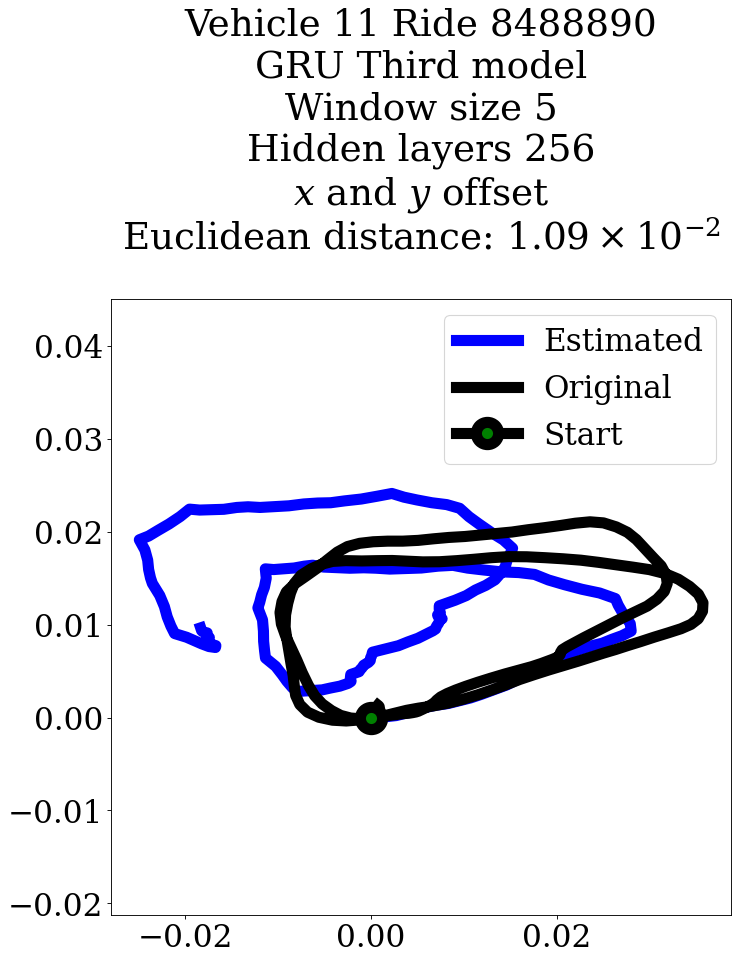 Vehicle 11 Ride 8488890
GRU Third model
Window size 5
Hidden layers 256
x and y offset
Euclidean distance: 1.09 × 10⁻²
Estimated
Original
Start
0.04
0.03
0.02
0.01
0.00
−0.01
−0.02
−0.02 0.00 0.02